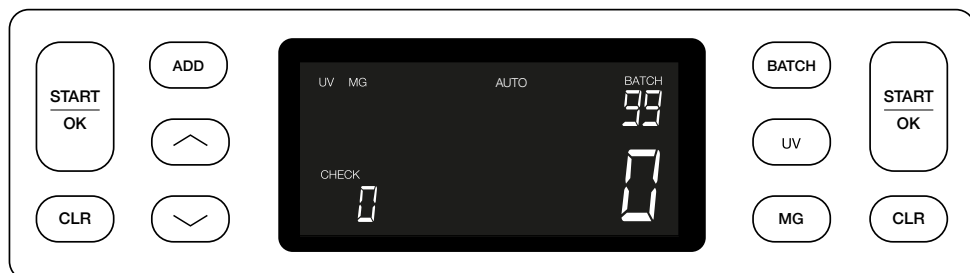 START
OK
CLR
ADD
UV MG AUTO BATCH
99
CHECK
0
0
BATCH
UV
MG
START
OK
CLR